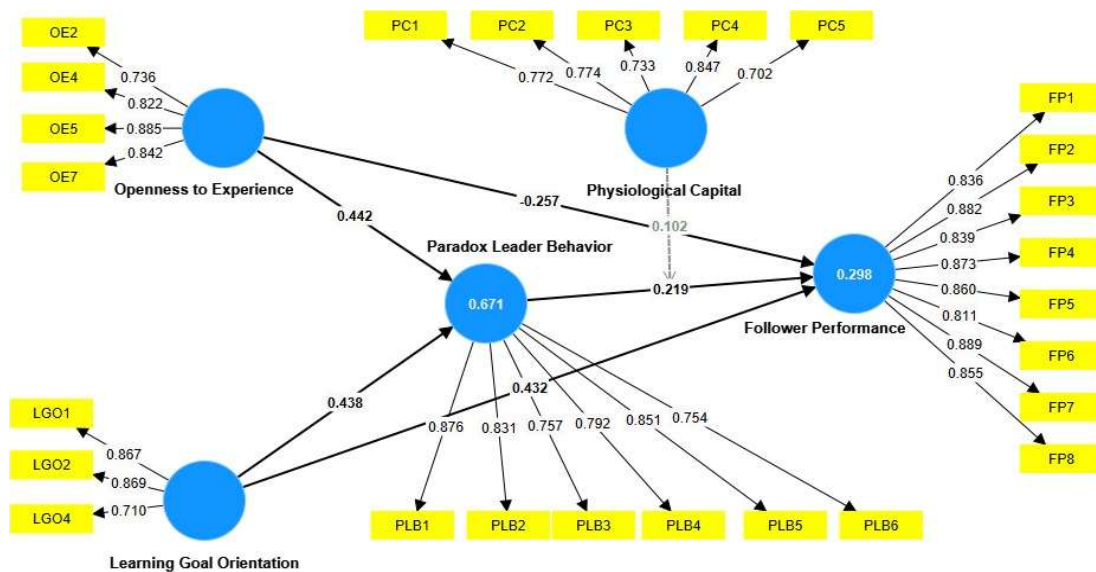 OE2
OE4
OE5
OE7
0.736
0.822
0.885
0.842
Openness to Experience
PC1
PC2
PC3
PC4
PC5
0.772
0.774
0.733
0.847
0.702
Physiological Capital
-0.257
0.102
0.442
Paradox Leader Behavior
0.671
0.219
0.298
Follower Performance
FP1
FP2
FP3
FP4
FP5
FP6
FP7
FP8
0.836
0.882
0.839
0.873
0.860
0.811
0.889
0.855
0.438
0.432
LGO1
LGO2
LGO4
0.867
0.869
0.710
Learning Goal Orientation
0.876
0.831
0.757
0.792
0.851
0.754
PLB1
PLB2
PLB3
PLB4
PLB5
PLB6